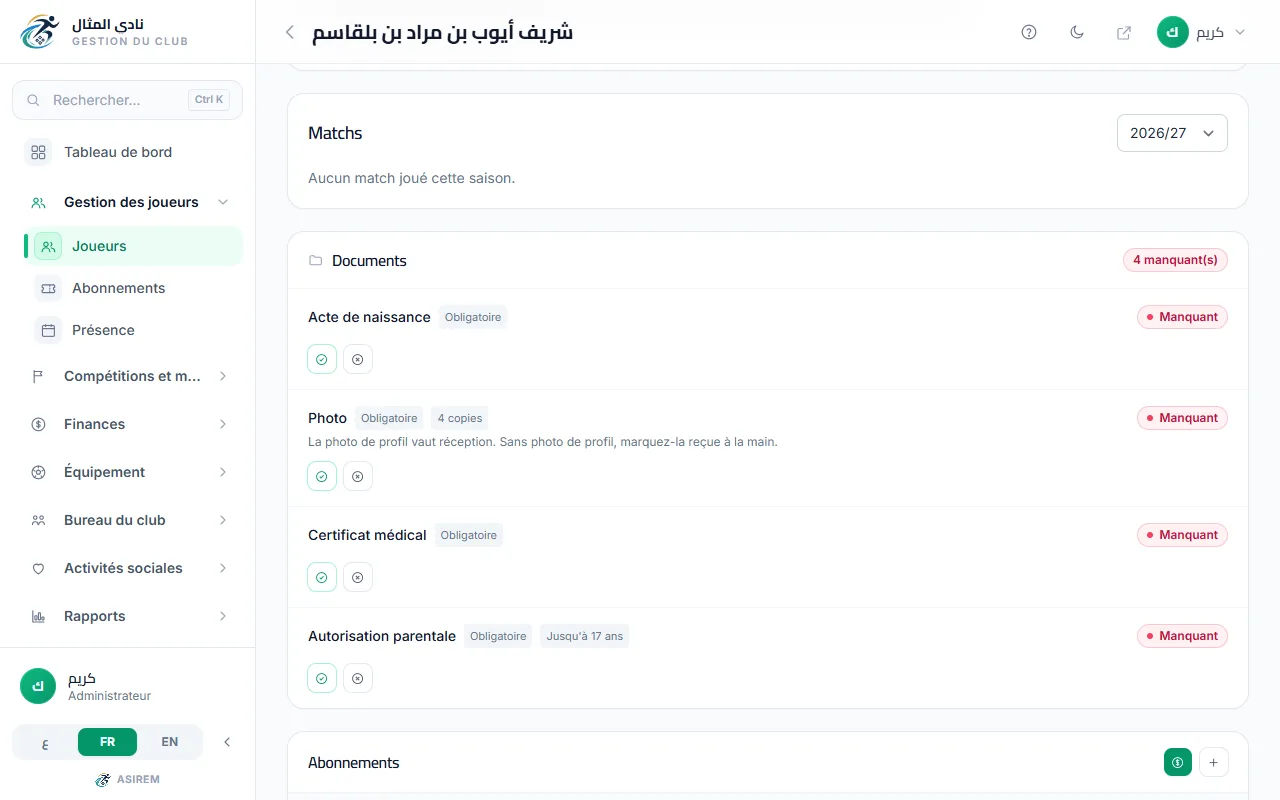 نادي المثال
GESTION DU CLUB
Rechercher...
Ctrl K
Tableau de bord
Gestion des joueurs
Joueurs
Abonnements
Présence
Compétitions et m...
Finances
Équipement
Bureau du club
Activités sociales
Rapports
ك
كريم
Administrateur
ع
FR
EN
ASIREM
شريف أيوب بن مراد بن بلقاسم
ك
كريم
Matchs
2026/27
Aucun match joué cette saison.
Documents
4 manquant(s)
Acte de naissance
Obligatoire
Manquant
Photo
Obligatoire
4 copies
Manquant
La photo de profil vaut réception. Sans photo de profil, marquez-la reçue à la main.
Certificat médical
Obligatoire
Manquant
Autorisation parentale
Obligatoire
Jusqu'à 17 ans
Manquant
Abonnements